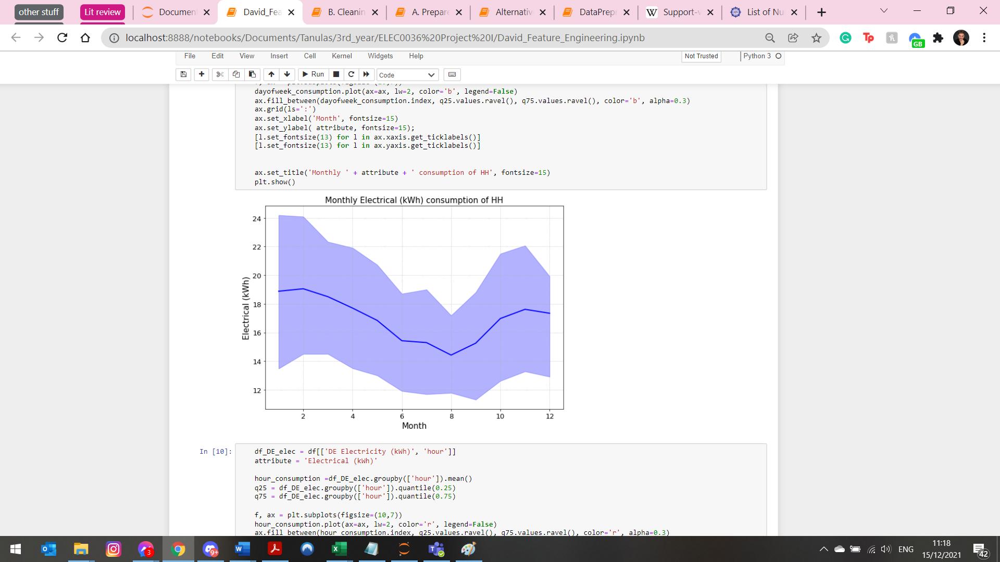 other stuff
Lit review
Documen
David_Fea
B. Cleanin
A. Prepare
Alternativ
DataPrep
W Support-v
List of Nu
localhost:8888/notebooks/Documents/Tanulas/3rd_year/ELEC0036%20Project%20I/David_Feature_Engineering.ipynb
GB
File Edit View Insert Cell Kernel Widgets Help
Not Trusted
Python 3
Run
Code
dayofweek_consumption.plot(ax=ax, lw=2, color='b', legend=False)
ax.fill_between(dayofweek_consumption.index, q25.values.ravel(), q75.values.ravel(), color='b', alpha=0.3)
ax.grid(ls=':')
ax.set_xlabel('Month', fontsize=15)
ax.set_ylabel( attribute, fontsize=15);
[l.set_fontsize(13) for l in ax.xaxis.get_ticklabels()]
[l.set_fontsize(13) for l in ax.yaxis.get_ticklabels()]
ax.set_title('Monthly ' + attribute + ' consumption of HH', fontsize=15)
plt.show()
Monthly Electrical (kWh) consumption of HH
24
22
20
18
16
14
12
Electrical (kWh)
2 4 6 8 10 12
Month
In [10]:
df_DE_elec = df[['DE Electricity (kWh)', 'hour']]
attribute = 'Electrical (kWh)'
hour_consumption =df_DE_elec.groupby(['hour']).mean()
q25 = df_DE_elec.groupby(['hour']).quantile(0.25)
q75 = df_DE_elec.groupby(['hour']).quantile(0.75)
f, ax = plt.subplots(figsize=(10,7))
hour_consumption.plot(ax=ax, lw=2, color='r', legend=False)
ax.fill_between(hour_consumption.index, q25.values.ravel(), q75.values.ravel(), color='r', alpha=0.3)
3
9+
ENG
11:18
15/12/2021
42